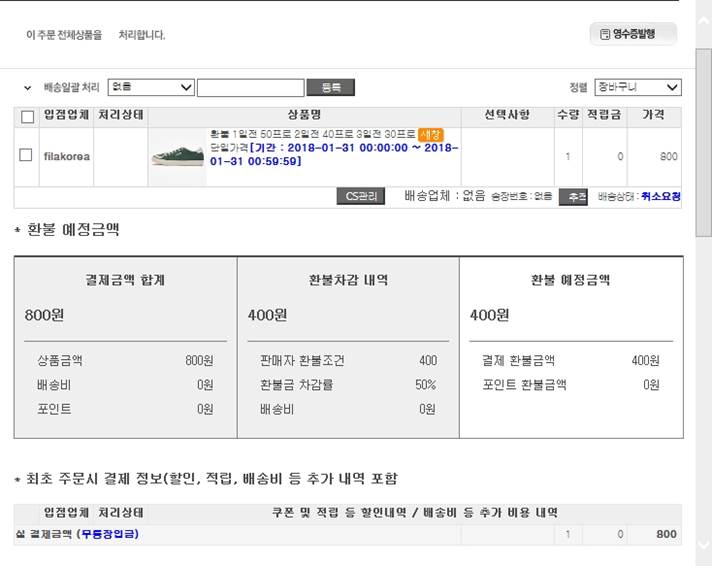 이 주문 전체상품을 처리합니다.
영수증발행
배송일괄 처리 없음 등록 정렬 장바구니
입점업체 처리상태 상품명 선택사항 수량 적립금 가격
환불 1일전 50프로 2일전 40프로 3일전 30프로 새창
filakorea 단일가격[기간 : 2018-01-31 00:00:00 ~ 2018-01-31 00:59:59] 1 0 800
CS관리 배송업체 : 없음 송장번호 : 없음 추적 배송상태 : 취소요청
* 환불 예정금액
결제금액 합계 환불차감 내역 환불 예정금액
800원 400원 400원
상품금액 800원 판매자 환불조건 400 결제 환불금액 400원
배송비 0원 환불금 차감률 50% 포인트 환불금액 0원
포인트 0원 배송비 0원
* 최초 주문시 결제 정보(할인, 적립, 배송비 등 추가 내역 포함
입점업체 처리상태 쿠폰 및 적립 등 할인내역 / 배송비 등 추가 비용 내역
실 결제금액 (무통장입금) 1 0 800